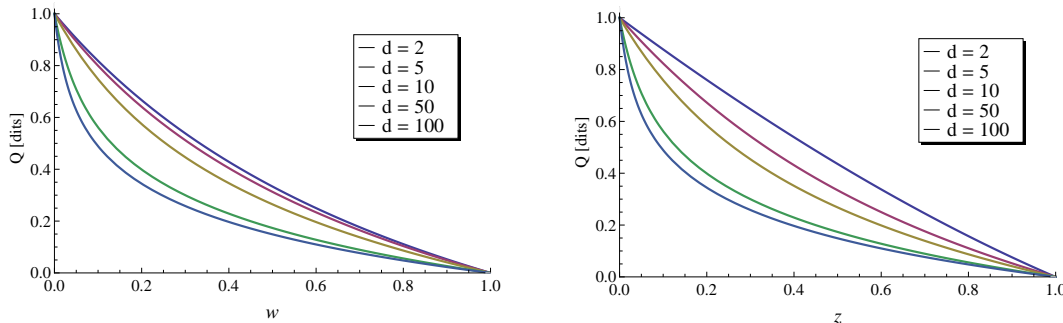 1.0
0.8
0.6
0.4
0.2
0.0
Q [dits]
0.0 0.2 0.4 0.6 0.8 1.0
w
d = 2
d = 5
d = 10
d = 50
d = 100
1.0
0.8
0.6
0.4
0.2
0.0
Q [dits]
0.0 0.2 0.4 0.6 0.8 1.0
z
d = 2
d = 5
d = 10
d = 50
d = 100